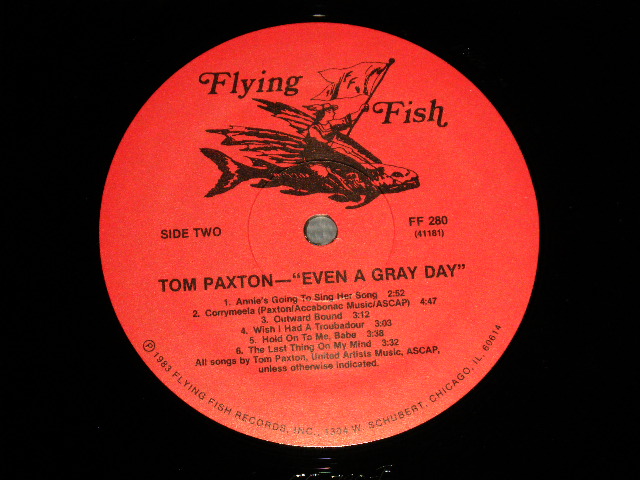 Flying
Fish
FF
SIDE TWO
FF 280
(41181)
TOM PAXTON—"EVEN A GRAY DAY"
1. Annie's Going To Sing Her Song 2:52
2. Corrymeela (Paxton/Accabonac Music/ASCAP) 4:47
3. Outward Bound 3:12
4. Wish I Had A Troubadour 3:03
5. Hold On To Me, Babe 3:38
6. The Last Thing On My Mind 3:32
All songs by Tom Paxton, United Artists Music, ASCAP,
unless otherwise indicated.
Ⓟ 1983 FLYING FISH RECORDS, INC., 1304 W. SCHUBERT, CHICAGO, IL. 60614